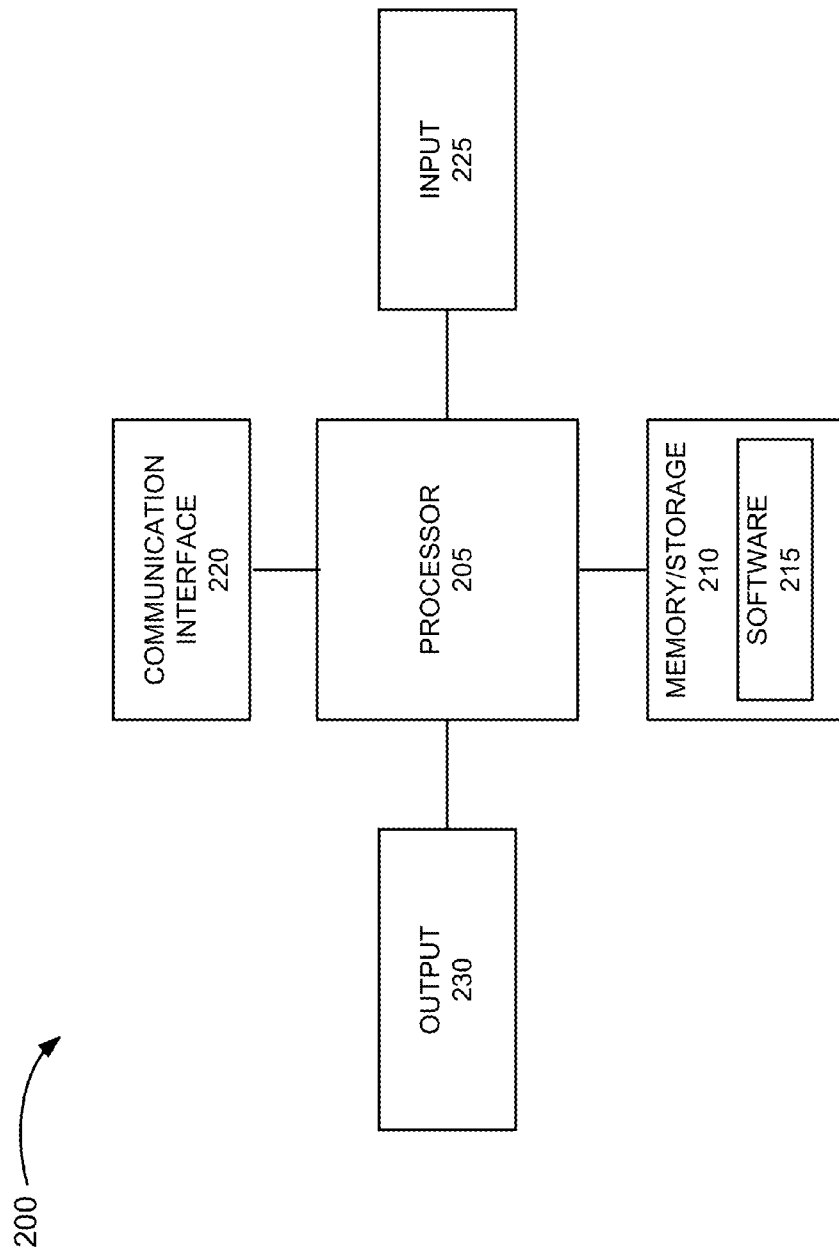 200
COMMUNICATION
INTERFACE
220
OUTPUT
230
PROCESSOR
205
INPUT
225
MEMORY/STORAGE
210
SOFTWARE
215